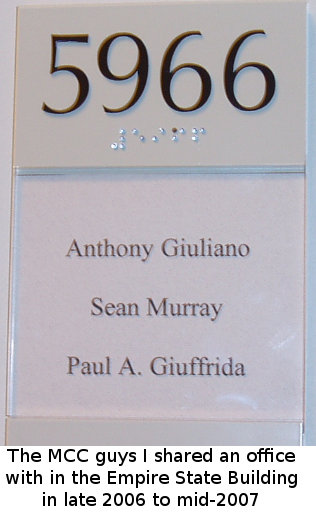 5966
⠼⠑⠊⠋⠋
Anthony Giuliano
Sean Murray
Paul A. Giuffrida
The MCC guys I shared an office
with in the Empire State Building
in late 2006 to mid-2007